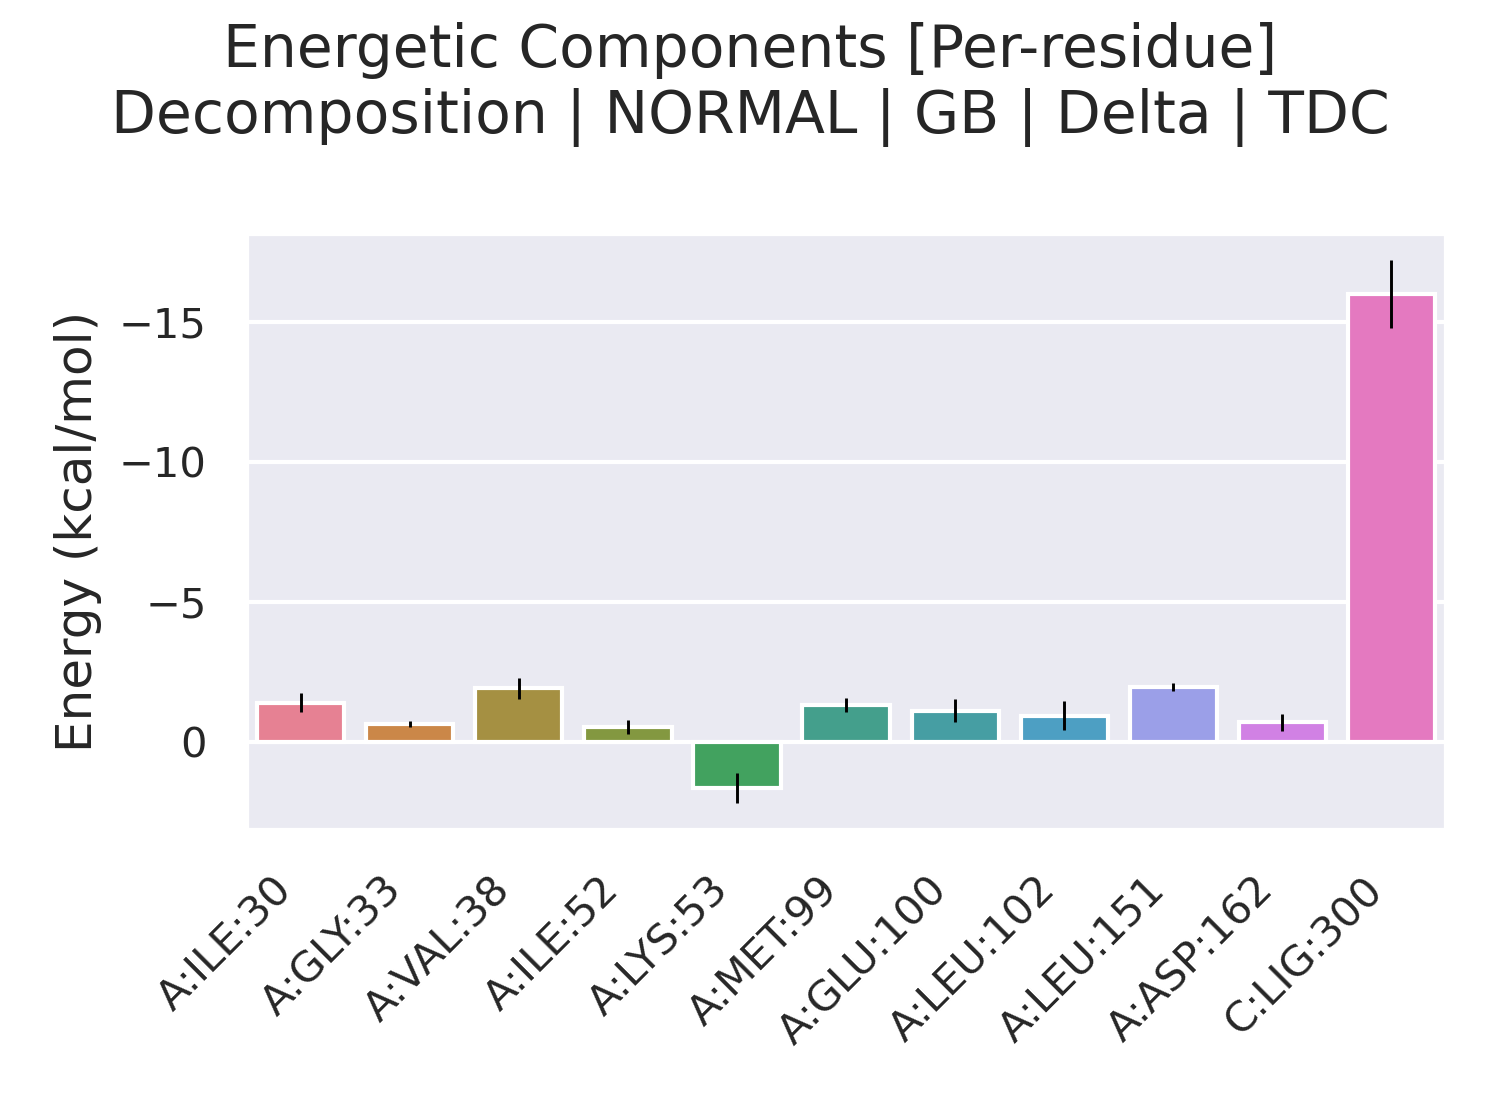 Energetic Components [Per-residue]
Decomposition | NORMAL | GB | Delta | TDC
Energy (kcal/mol)
−15
−10
−5
0
A:ILE:30
A:GLY:33
A:VAL:38
A:ILE:52
A:LYS:53
A:MET:99
A:GLU:100
A:LEU:102
A:LEU:151
A:ASP:162
C:LIG:300